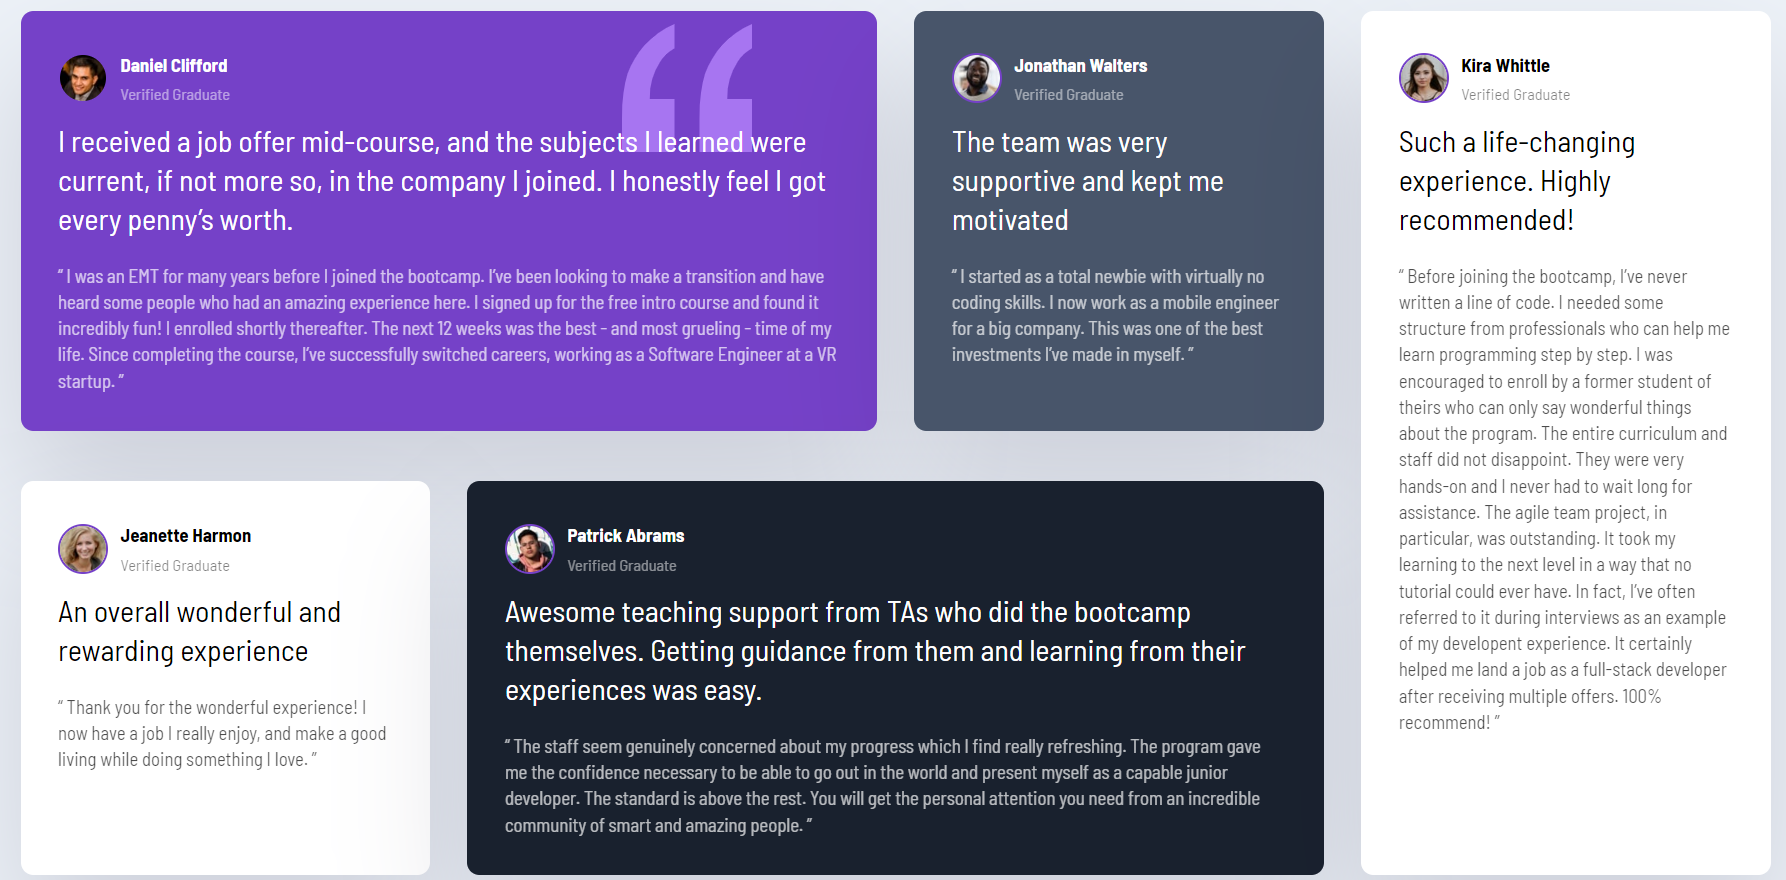 Daniel Clifford
Verified Graduate
I received a job offer mid-course, and the subjects I learned were
current, if not more so, in the company I joined. I honestly feel I got
every penny’s worth.
“ I was an EMT for many years before I joined the bootcamp. I’ve been looking to make a transition and have
heard some people who had an amazing experience here. I signed up for the free intro course and found it
incredibly fun! I enrolled shortly thereafter. The next 12 weeks was the best - and most grueling - time of my
life. Since completing the course, I’ve successfully switched careers, working as a Software Engineer at a VR
startup. ”
Jonathan Walters
Verified Graduate
The team was very
supportive and kept me
motivated
“ I started as a total newbie with virtually no
coding skills. I now work as a mobile engineer
for a big company. This was one of the best
investments I’ve made in myself. ”
Kira Whittle
Verified Graduate
Such a life-changing
experience. Highly
recommended!
“ Before joining the bootcamp, I’ve never
written a line of code. I needed some
structure from professionals who can help me
learn programming step by step. I was
encouraged to enroll by a former student of
theirs who can only say wonderful things
about the program. The entire curriculum and
staff did not disappoint. They were very
hands-on and I never had to wait long for
assistance. The agile team project, in
particular, was outstanding. It took my
learning to the next level in a way that no
tutorial could ever have. In fact, I’ve often
referred to it during interviews as an example
of my developent experience. It certainly
helped me land a job as a full-stack developer
after receiving multiple offers. 100%
recommend! ”
Jeanette Harmon
Verified Graduate
An overall wonderful and
rewarding experience
“ Thank you for the wonderful experience! I
now have a job I really enjoy, and make a good
living while doing something I love. ”
Patrick Abrams
Verified Graduate
Awesome teaching support from TAs who did the bootcamp
themselves. Getting guidance from them and learning from their
experiences was easy.
“ The staff seem genuinely concerned about my progress which I find really refreshing. The program gave
me the confidence necessary to be able to go out in the world and present myself as a capable junior
developer. The standard is above the rest. You will get the personal attention you need from an incredible
community of smart and amazing people. ”